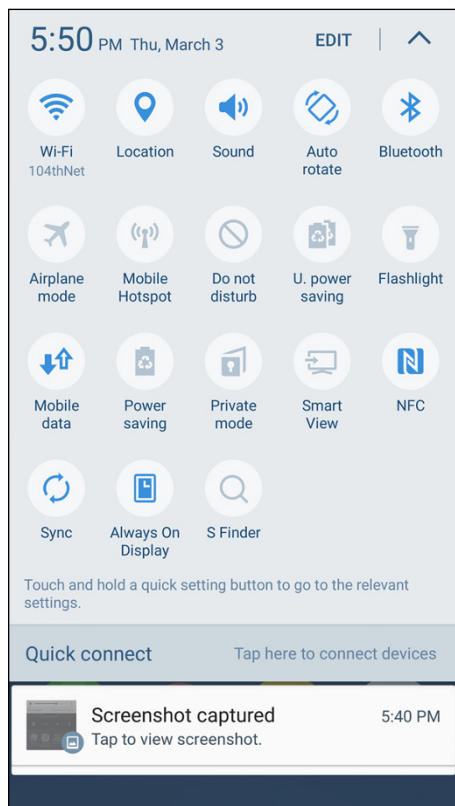 5:50 PM Thu, March 3 EDIT
Wi-Fi Location Sound Auto rotate Bluetooth
104thNet
Airplane mode Mobile Hotspot Do not disturb U. power saving Flashlight
Mobile data Power saving Private mode Smart View NFC
Sync Always On Display S Finder
Touch and hold a quick setting button to go to the relevant
settings.
Quick connect Tap here to connect devices
Screenshot captured 5:40 PM
Tap to view screenshot.